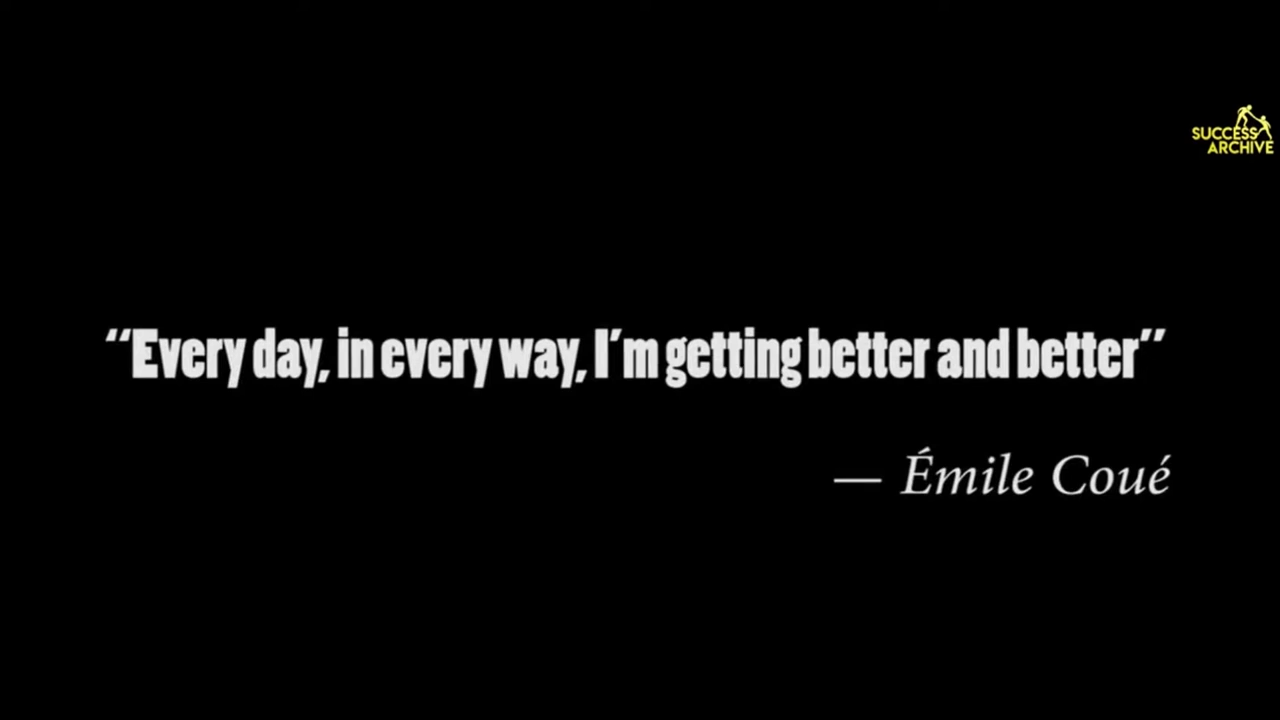 SUCCESS
ARCHIVE
“Every day, in every way, I'm getting better and better”
— Émile Coué